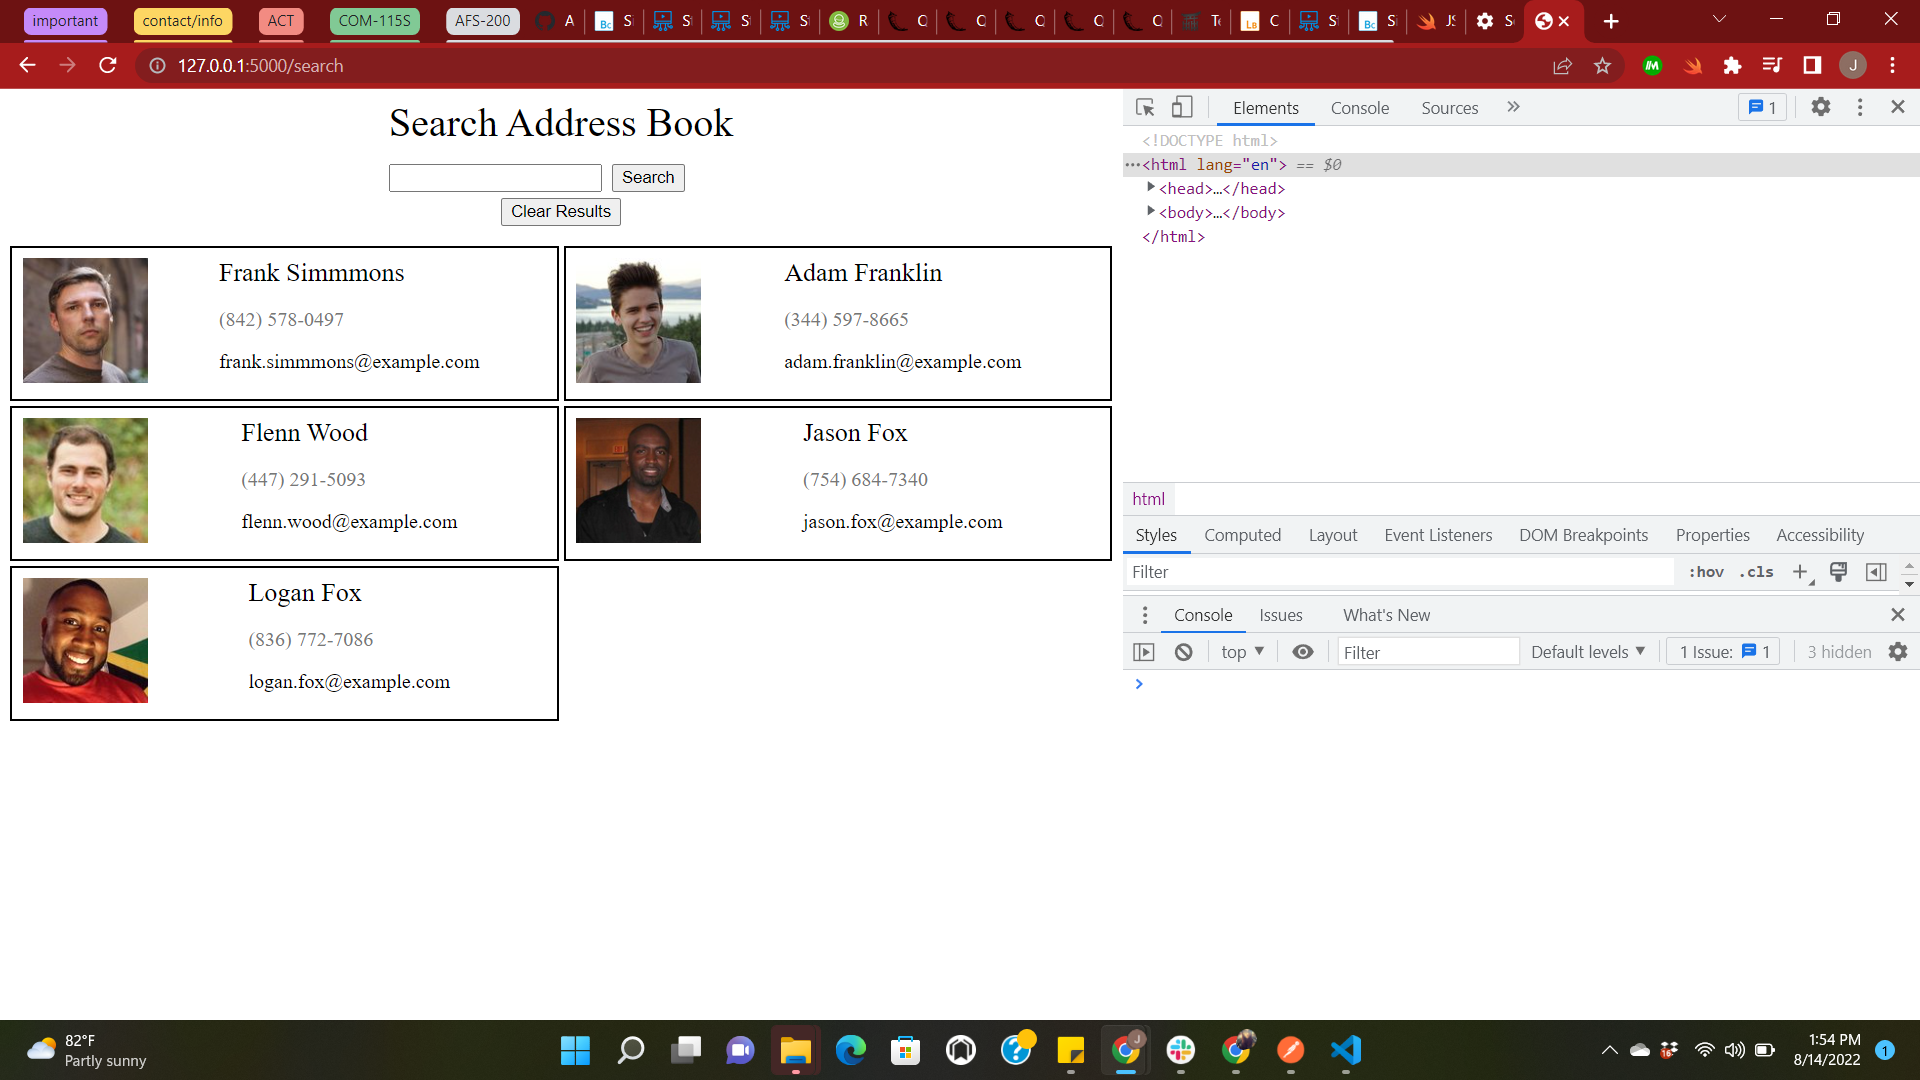 important contact/info ACT COM-115S AFS-200
127.0.0.1:5000/search
J
Search Address Book
Search
Clear Results
Frank Simmmons
(842) 578-0497
frank.simmmons@example.com
Adam Franklin
(344) 597-8665
adam.franklin@example.com
Flenn Wood
(447) 291-5093
flenn.wood@example.com
Jason Fox
(754) 684-7340
jason.fox@example.com
Logan Fox
(836) 772-7086
logan.fox@example.com
Elements Console Sources » 1
<!DOCTYPE html>
<html lang="en"> == $0
<head>…</head>
<body>…</body>
</html>
html
Styles Computed Layout Event Listeners DOM Breakpoints Properties Accessibility
Filter :hov .cls
Console Issues What's New
top Filter Default levels 1 Issue: 1 3 hidden
82°F
Partly sunny
1:54 PM
8/14/2022
1